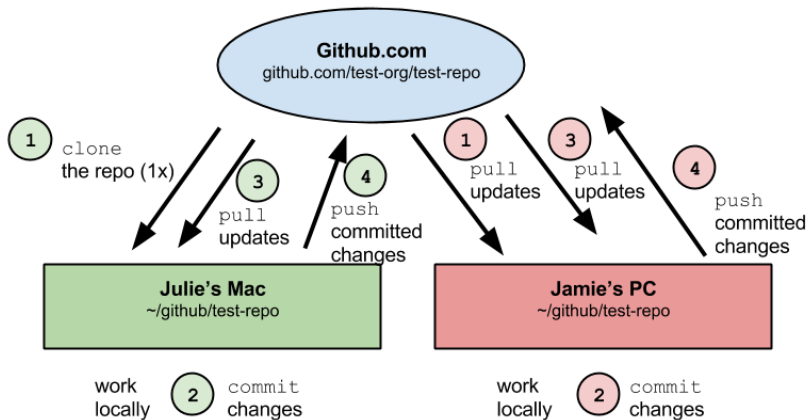 Github.com
github.com/test-org/test-repo
1
clone
the repo (1x)
3
pull
updates
4
push
committed
changes
1
pull
updates
3
pull
updates
4
push
committed
changes
Julie's Mac
~/github/test-repo
Jamie's PC
~/github/test-repo
work
locally
2
commit
changes
work
locally
2
commit
changes